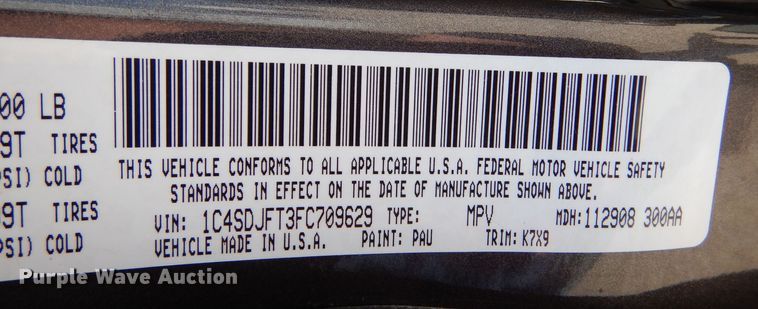 00 LB
9T TIRES
PSI) COLD
9T TIRES
PSI) COLD
THIS VEHICLE CONFORMS TO ALL APPLICABLE U.S.A. FEDERAL MOTOR VEHICLE SAFETY
STANDARDS IN EFFECT ON THE DATE OF MANUFACTURE SHOWN ABOVE.
VIN: 1C4SDJFT3FC709629 TYPE: MPV MDH: 112908 300AA
VEHICLE MADE IN U.S.A. PAINT: PAU TRIM: K7X9
Purple Wave Auction